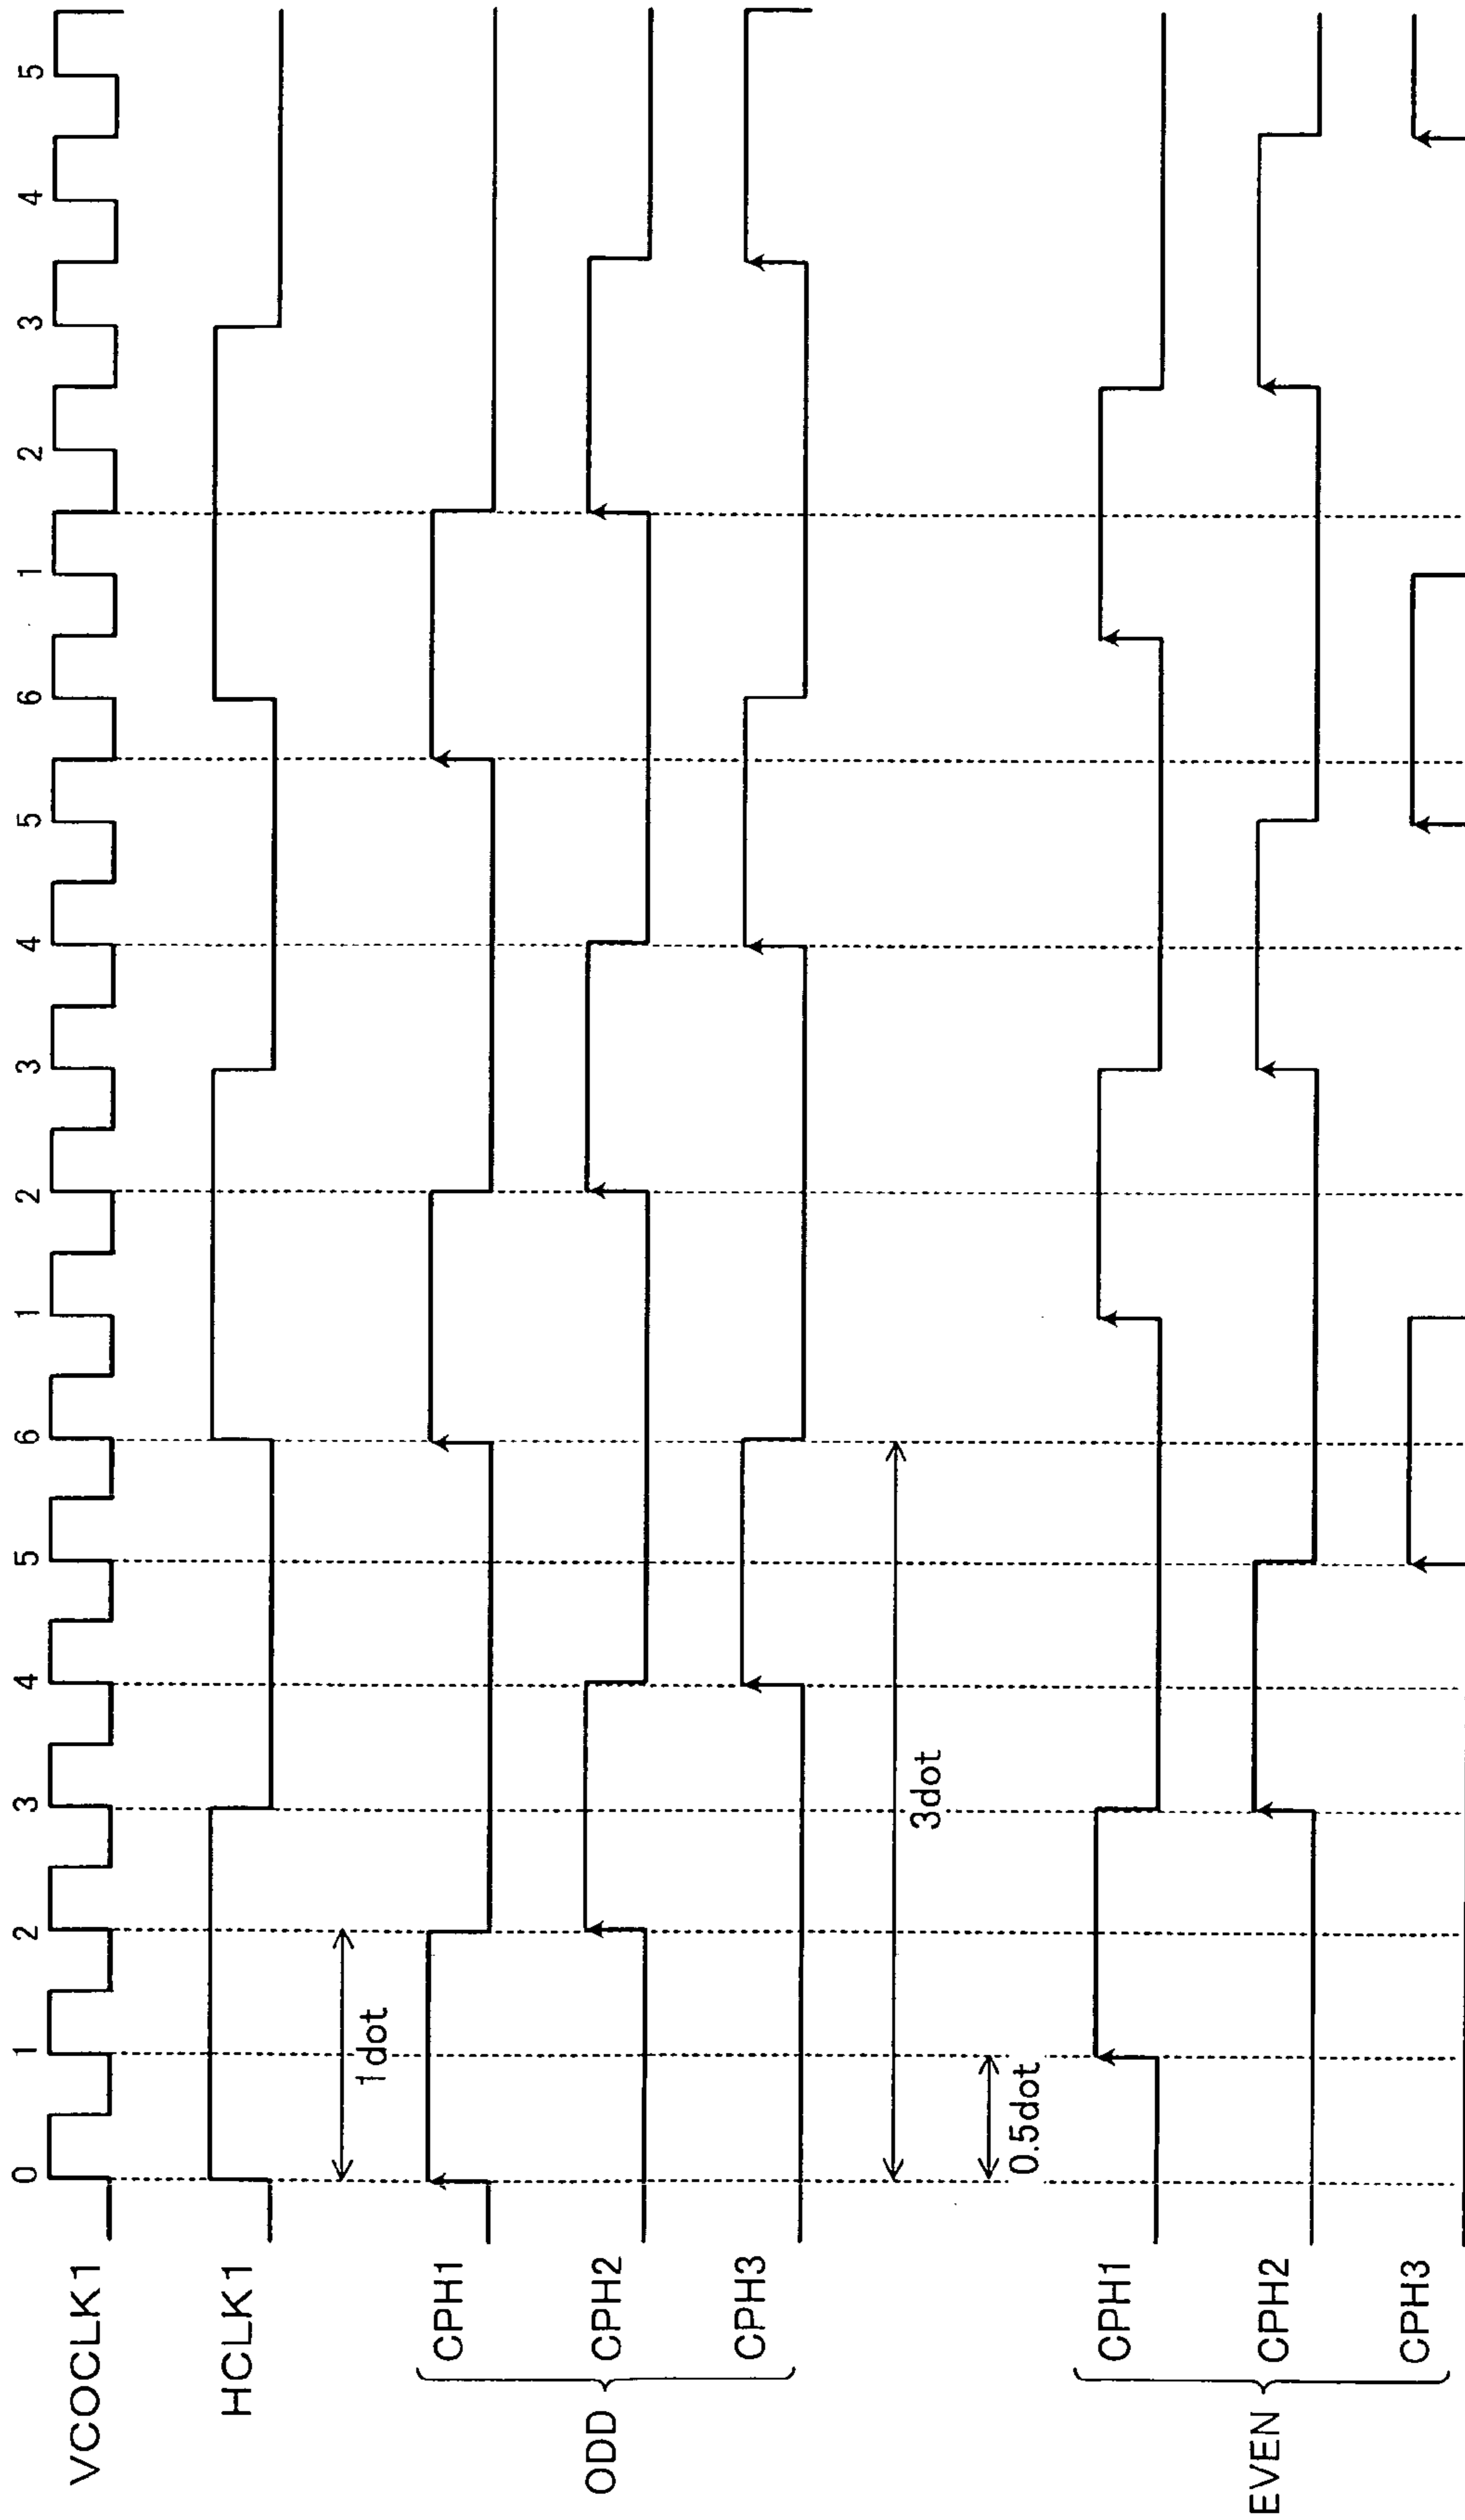 0 1 2 3 4 5 6 1 2 3 4 5 6 1 2 3 4 5
VCOCLK1
HCLK1
1dot
ODD
CPH1
CPH2
CPH3
3dot
0.5dot
EVEN
CPH1
CPH2
CPH3